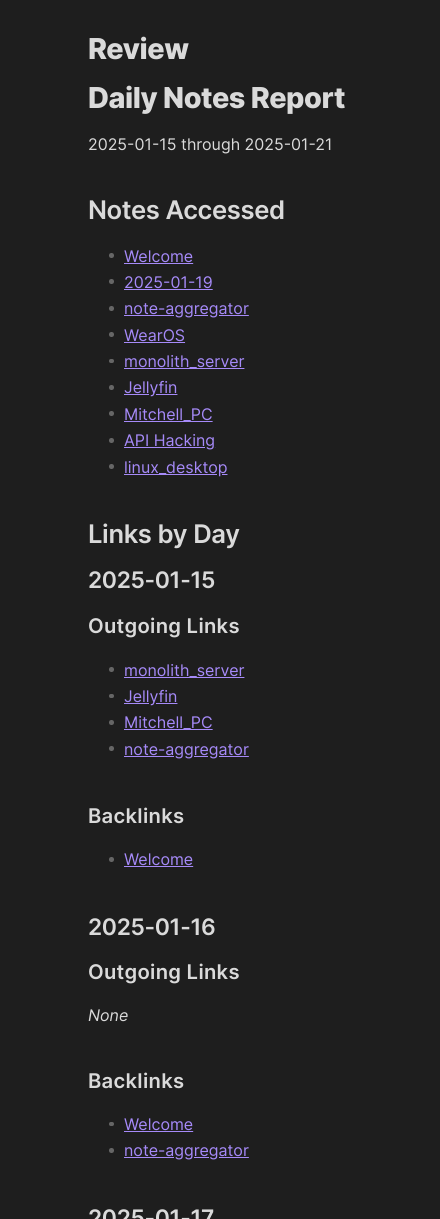 Review
Daily Notes Report
2025-01-15 through 2025-01-21
Notes Accessed
Welcome
2025-01-19
note-aggregator
WearOS
monolith_server
Jellyfin
Mitchell_PC
API Hacking
linux_desktop
Links by Day
2025-01-15
Outgoing Links
monolith_server
Jellyfin
Mitchell_PC
note-aggregator
Backlinks
Welcome
2025-01-16
Outgoing Links
None
Backlinks
Welcome
note-aggregator
2025-01-17